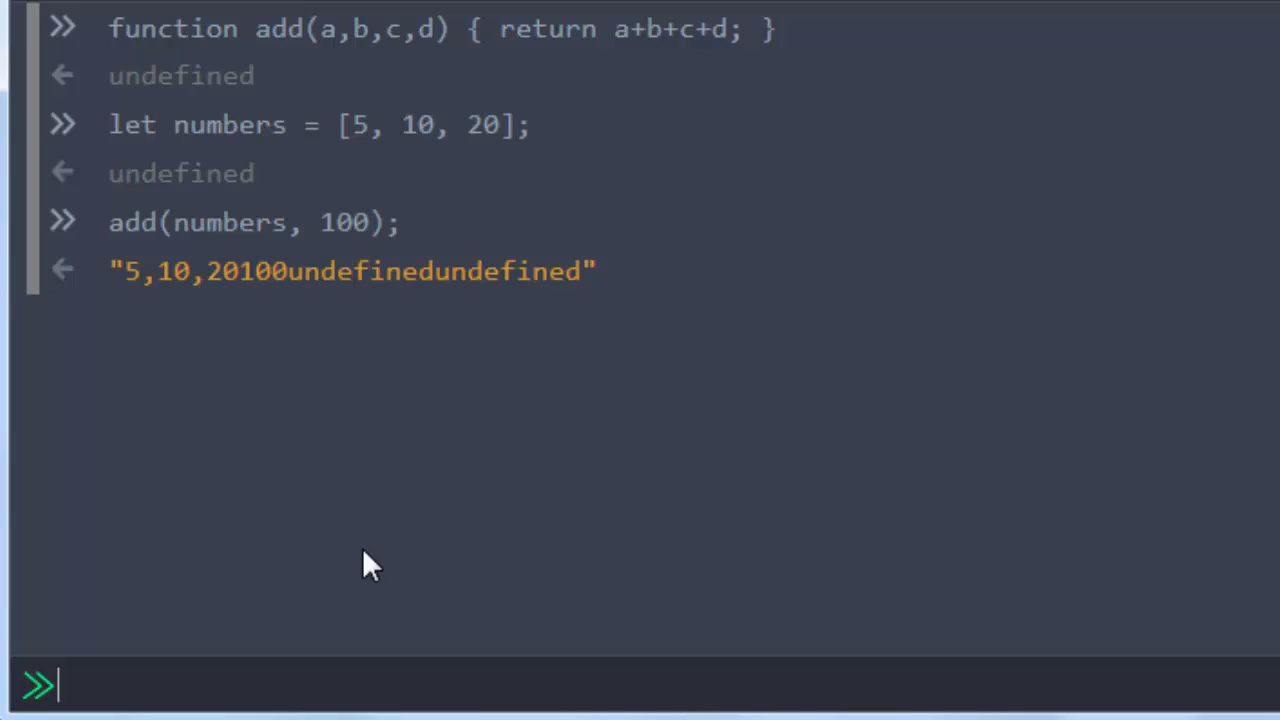 >> function add(a,b,c,d) { return a+b+c+d; }
← undefined
>> let numbers = [5, 10, 20];
← undefined
>> add(numbers, 100);
← "5,10,20100undefinedundefined"
>>